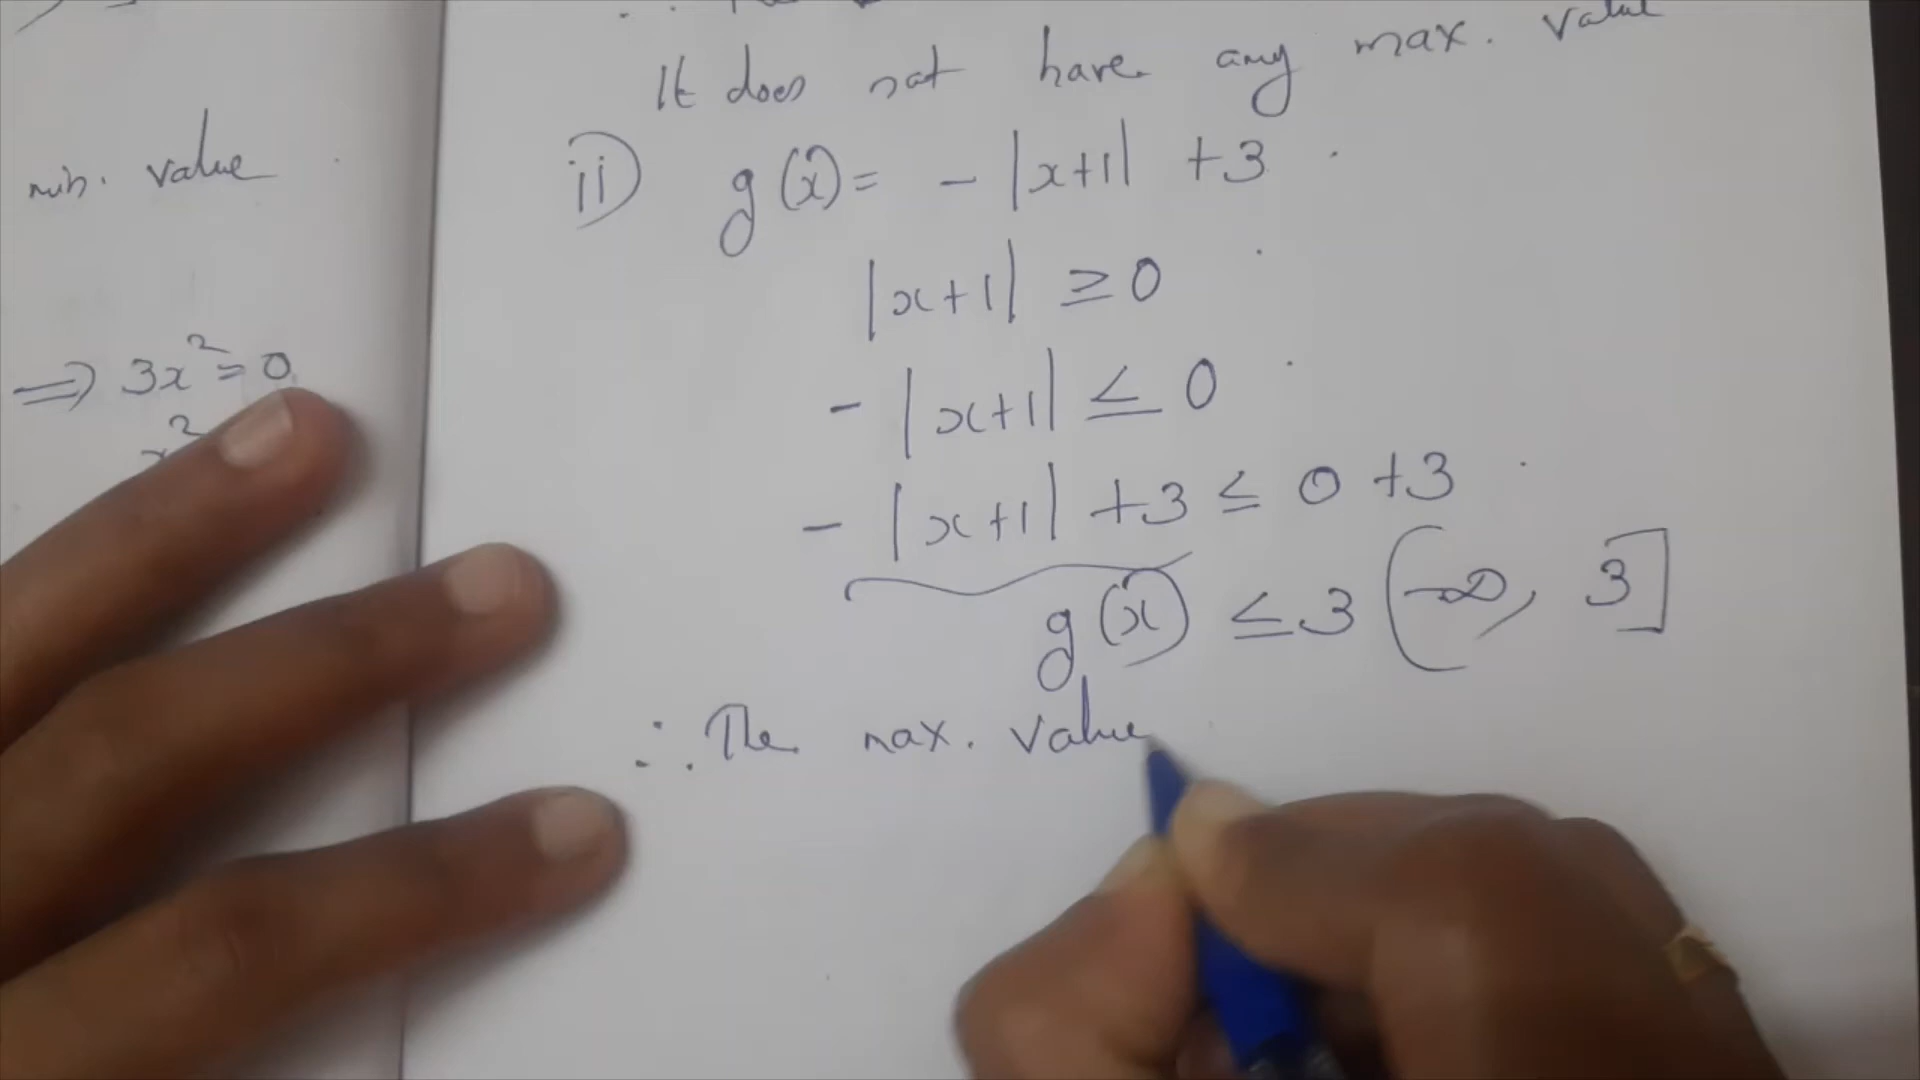 min. value
⇒ 3x² = 0
x²
It does not have any max. value
ii) g(x) = - |x+1| +3
|x+1| ≥ 0
- |x+1| ≤ 0
- |x+1| +3 ≤ 0 +3
g(x) ≤ 3 (-∞, 3]
∴ The max. value